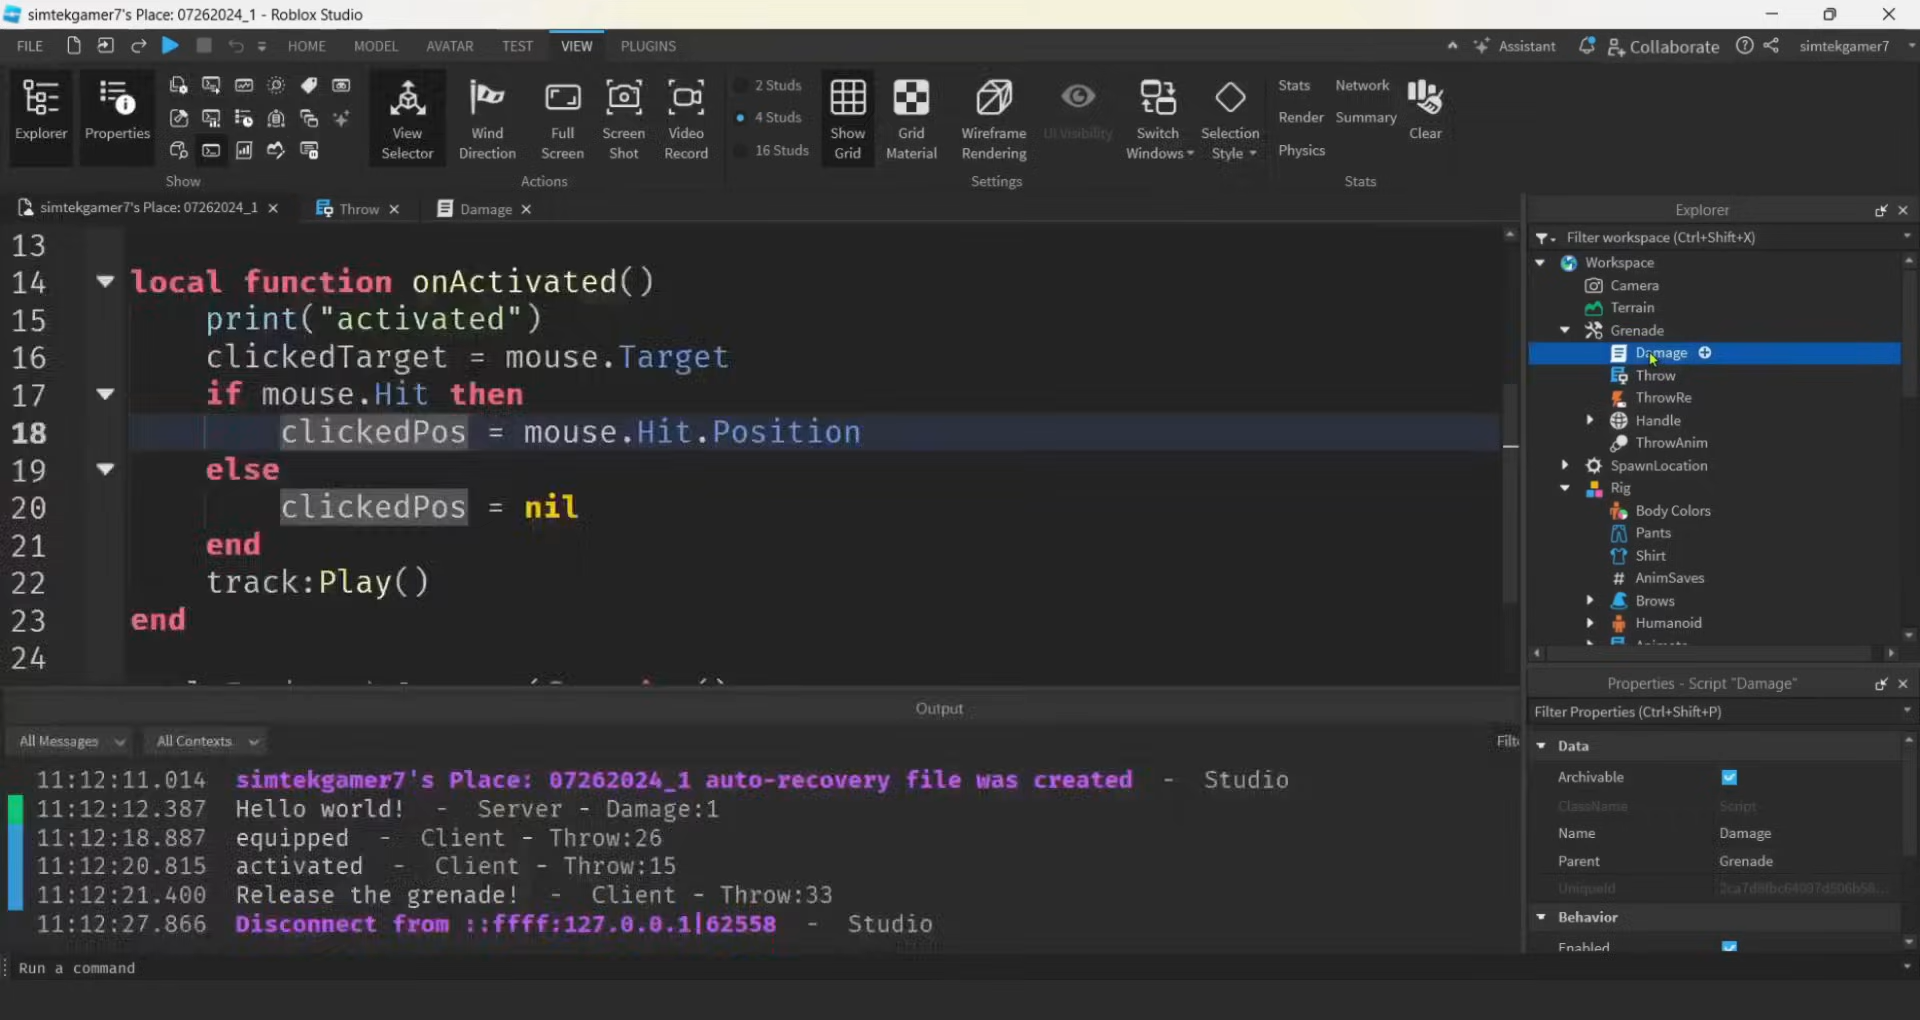 simtekgamer7's Place: 07262024_1 - Roblox Studio
FILE HOME MODEL AVATAR TEST VIEW PLUGINS Assistant Collaborate simtekgamer7
Explorer
Properties
Show
View Selector
Wind Direction
Full Screen
Screen Shot
Video Record
Actions
2 Studs
4 Studs
16 Studs
Show Grid
Grid Material
Wireframe Rendering
UI Visibility
Switch Windows
Selection Style
Settings
Stats Network
Render Summary
Physics
Clear
Stats
simtekgamer7's Place: 07262024_1 Throw Damage
13
14 local function onActivated()
15 print("activated")
16 clickedTarget = mouse.Target
17 if mouse.Hit then
18 clickedPos = mouse.Hit.Position
19 else
20 clickedPos = nil
21 end
22 track:Play()
23 end
24
Output
All Messages All Contexts Filt
11:12:11.014 simtekgamer7's Place: 07262024_1 auto-recovery file was created - Studio
11:12:12.387 Hello world! - Server - Damage:1
11:12:18.887 equipped - Client - Throw:26
11:12:20.815 activated - Client - Throw:15
11:12:21.400 Release the grenade! - Client - Throw:33
11:12:27.866 Disconnect from ::ffff:127.0.0.1|62558 - Studio
Run a command
Explorer
Filter workspace (Ctrl+Shift+X)
Workspace
Camera
Terrain
Grenade
Damage
Throw
ThrowRe
Handle
ThrowAnim
SpawnLocation
Rig
Body Colors
Pants
Shirt
AnimSaves
Brows
Humanoid
Properties - Script "Damage"
Filter Properties (Ctrl+Shift+P)
Data
Archivable
ClassName Script
Name Damage
Parent Grenade
UniqueId
Behavior
Enabled